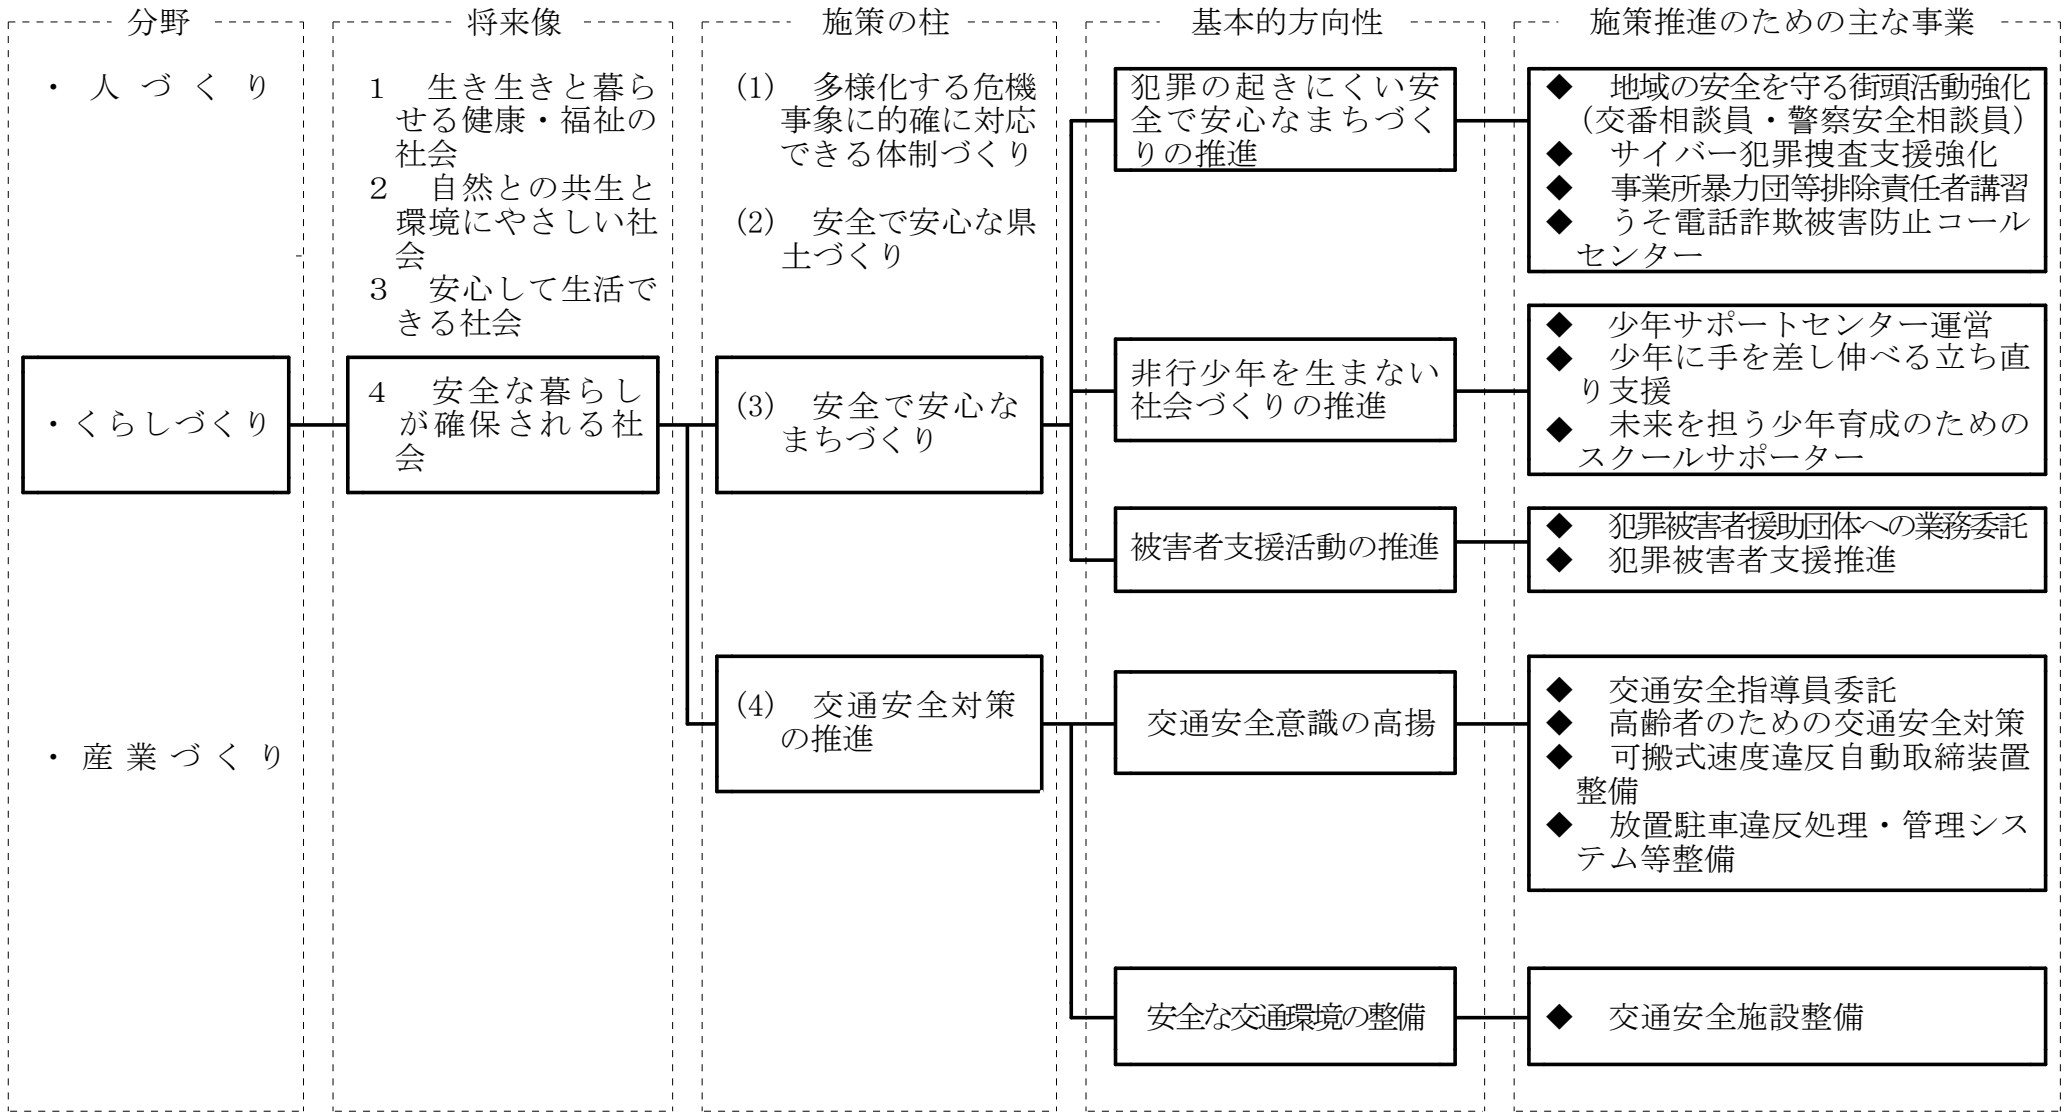 分野
・人づくり
・くらしづくり
・産業づくり
将来像
1　生き生きと暮ら
せる健康・福祉の
社会
2　自然との共生と
環境にやさしい社
会
3　安心して生活で
きる社会
4　安全な暮らし
が確保される社
会
施策の柱
(1)　多様化する危機
事象に的確に対応
できる体制づくり
(2)　安全で安心な県
土づくり
(3)　安全で安心な
まちづくり
(4)　交通安全対策
の推進
基本的方向性
犯罪の起きにくい安
全で安心なまちづく
りの推進
非行少年を生まない
社会づくりの推進
被害者支援活動の推進
交通安全意識の高揚
安全な交通環境の整備
施策推進のための主な事業
◆　地域の安全を守る街頭活動強化
(交番相談員・警察安全相談員)
◆　サイバー犯罪捜査支援強化
◆　事業所暴力団等排除責任者講習
◆　うそ電話詐欺被害防止コール
センター
◆　少年サポートセンター運営
◆　少年に手を差し伸べる立ち直
り支援
◆　未来を担う少年育成のための
スクールサポーター
◆　犯罪被害者援助団体への業務委託
◆　犯罪被害者支援推進
◆　交通安全指導員委託
◆　高齢者のための交通安全対策
◆　可搬式速度違反自動取締装置
整備
◆　放置駐車違反処理・管理シス
テム等整備
◆　交通安全施設整備